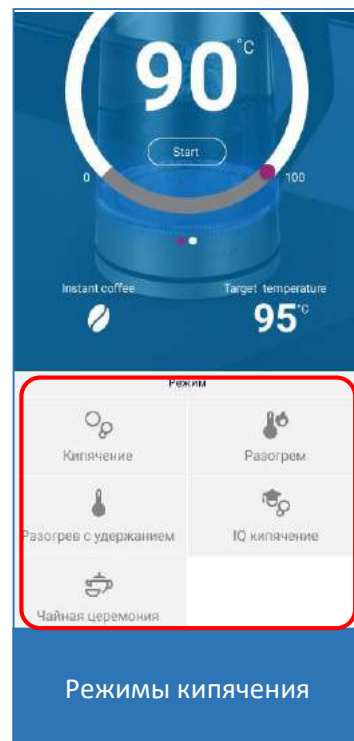 90°C
Start
0 100
Instant coffee Target temperature
95°C
Режим
Кипячение Разогрем
Разогрев с удержанием IQ кипячение
Чайная церемония
Режимы кипячения